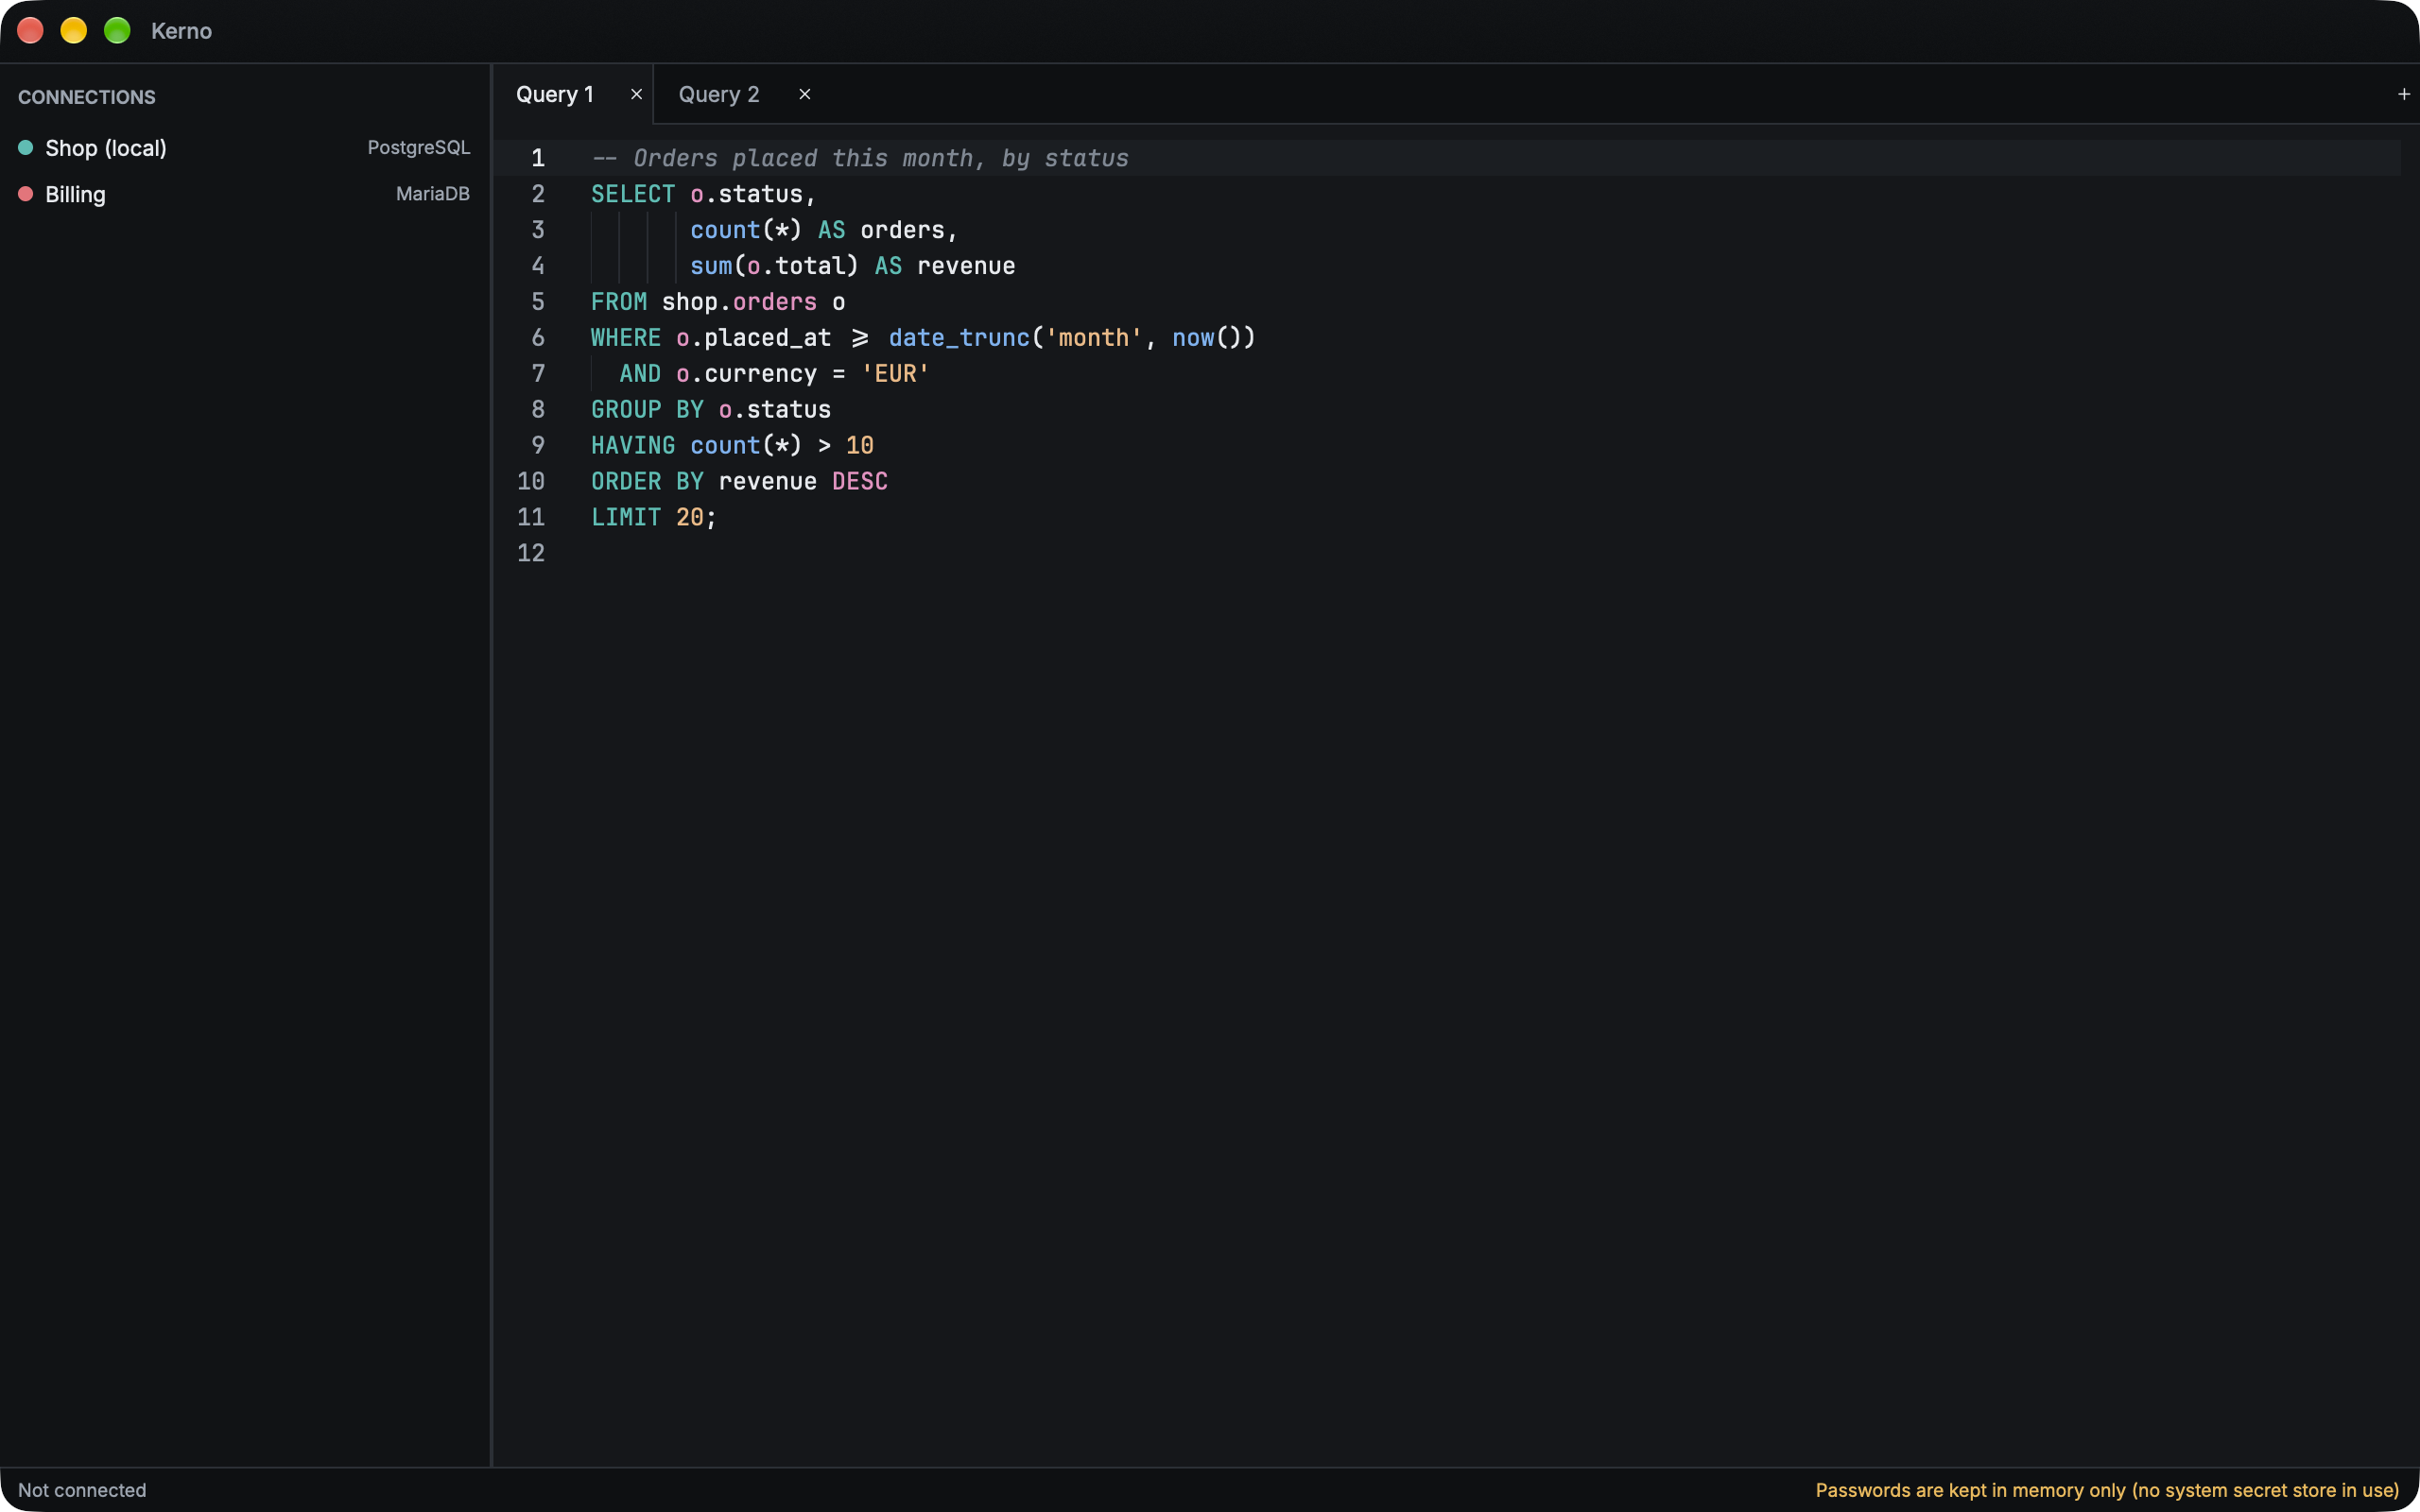 Kerno
CONNECTIONS
Shop (local) PostgreSQL
Billing MariaDB
Query 1 × Query 2 × +
1 -- Orders placed this month, by status
2 SELECT o.status,
3        count(*) AS orders,
4        sum(o.total) AS revenue
5 FROM shop.orders o
6 WHERE o.placed_at >= date_trunc('month', now())
7   AND o.currency = 'EUR'
8 GROUP BY o.status
9 HAVING count(*) > 10
10 ORDER BY revenue DESC
11 LIMIT 20;
12
Not connected
Passwords are kept in memory only (no system secret store in use)